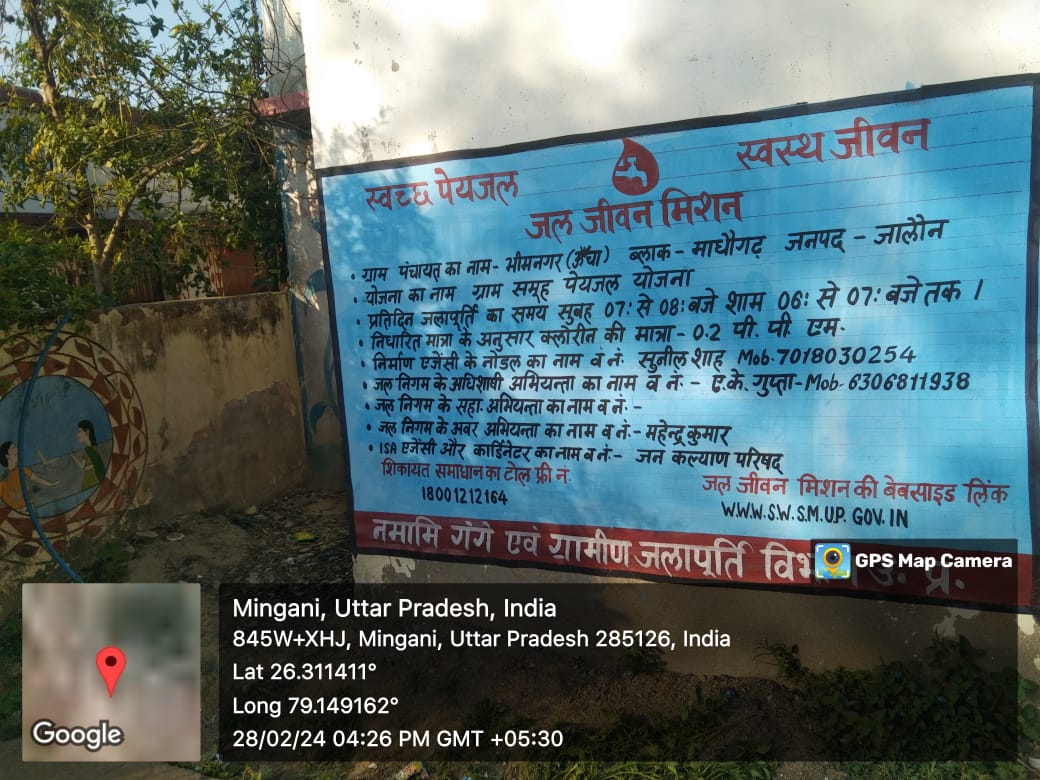 स्वच्छ पेयजल
स्वस्थ जीवन
जल जीवन मिशन
• ग्राम पंचायत का नाम- भीमनगर (ऊँचा) ब्लाक - माधौगढ़ जनपद - जालौन
• योजना का नाम ग्राम समूह पेयजल योजना
• प्रतिदिन जलापूर्ति का समय सुबह 07: से 08: बजे शाम 06: से 07: बजे तक ।
• निर्धारित मात्रा के अनुसार क्लोरीन की मात्रा - 0.2 पी. पी. एम.
• निर्माण एजेंसी के नोडल का नाम व नं. सुनील शाह Mob. 7018030254
• जल निगम के अधिशाषी अभियन्ता का नाम व नं:- ए.के. गुप्ता - Mob. 6306811938
• जल निगम के सहा. अभियन्ता का नाम व नं:-
• जल निगम के अवर अभियन्ता का नाम व नं:- महेन्द्र कुमार
• ISA एजेंसी और कार्डिनेटर का नाम व नं:- जन कल्याण परिषद्
शिकायत समाधान का टोल फ्री नं.
18001212164
जल जीवन मिशन की बेबसाइड लिंक
W.W.W.S.W.S.M.U.P. GOV.IN
नमामि गंगे एवं ग्रामीण जलापूर्ति उ. प्र.
GPS Map Camera
Mingani, Uttar Pradesh, India
845W+XHJ, Mingani, Uttar Pradesh 285126, India
Lat 26.311411°
Long 79.149162°
28/02/24 04:26 PM GMT +05:30
Google